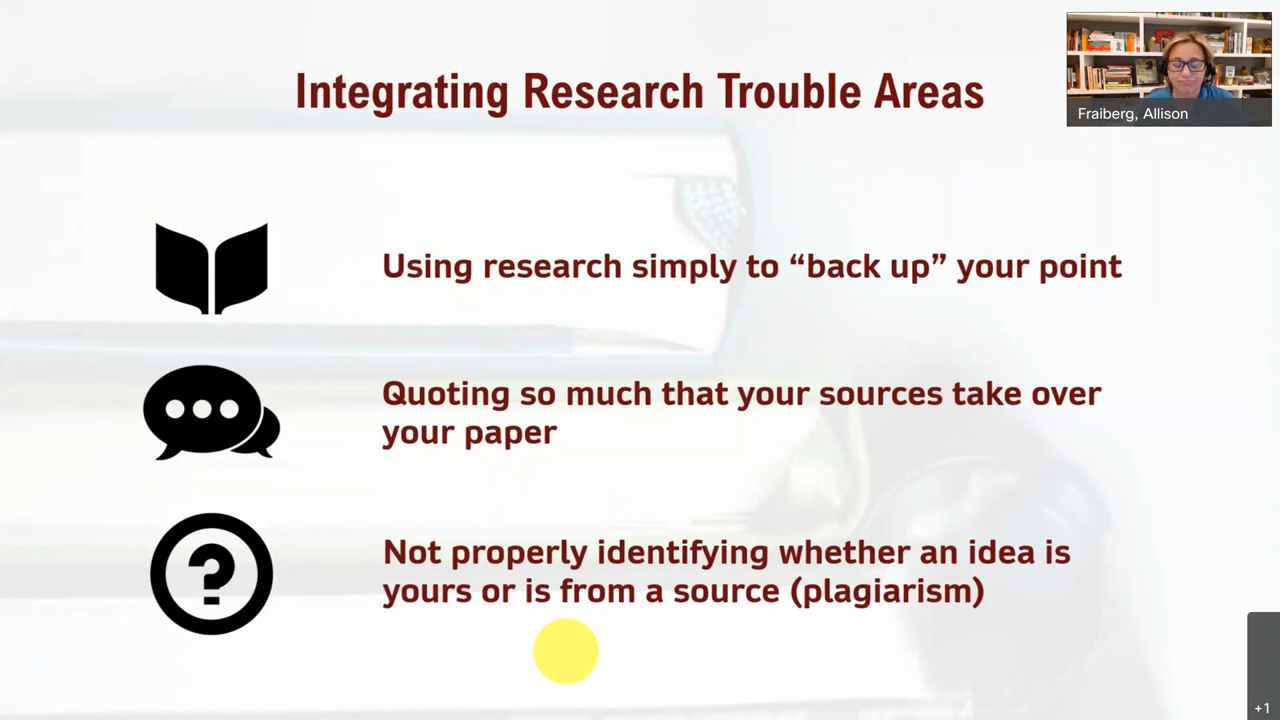 Integrating Research Trouble Areas
Fraiberg, Allison
Using research simply to “back up” your point
Quoting so much that your sources take over
your paper
Not properly identifying whether an idea is
yours or is from a source (plagiarism)
+1